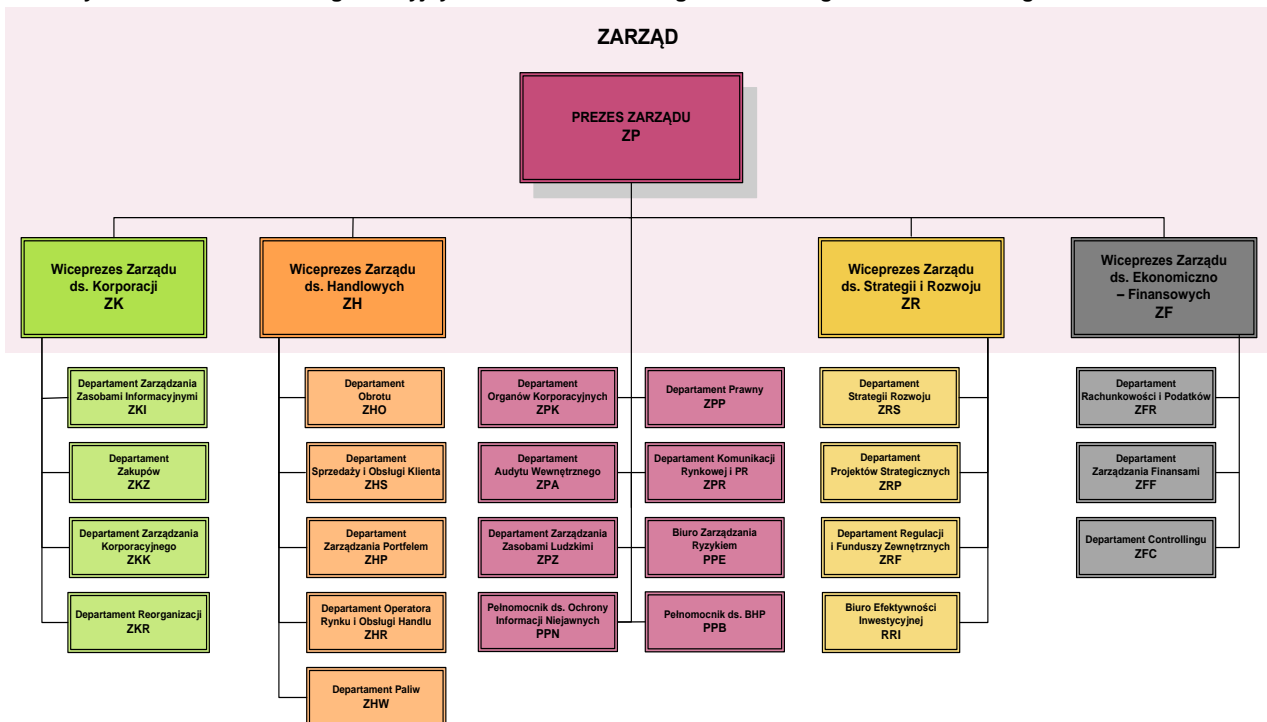 ZARZĄD
PREZES ZARZĄDU
ZP
Wiceprezes Zarządu
ds. Korporacji
ZK
Wiceprezes Zarządu
ds. Handlowych
ZH
Wiceprezes Zarządu
ds. Strategii i Rozwoju
ZR
Wiceprezes Zarządu
ds. Ekonomiczno
– Finansowych
ZF
Departament Zarządzania
Zasobami Informacyjnymi
ZKI
Departament
Zakupów
ZKZ
Departament Zarządzania
Korporacyjnego
ZKK
Departament Reorganizacji
ZKR
Departament
Obrotu
ZHO
Departament
Sprzedaży i Obsługi Klienta
ZHS
Departament
Zarządzania Portfelem
ZHP
Departament Operatora
Rynku i Obsługi Handlu
ZHR
Departament Paliw
ZHW
Departament
Organów Korporacyjnych
ZPK
Departament
Audytu Wewnętrznego
ZPA
Departament Zarządzania
Zasobami Ludzkimi
ZPZ
Pełnomocnik ds. Ochrony
Informacji Niejawnych
PPN
Departament Prawny
ZPP
Departament Komunikacji
Rynkowej i PR
ZPR
Biuro Zarządzania
Ryzykiem
PPE
Pełnomocnik ds. BHP
PPB
Departament
Strategii Rozwoju
ZRS
Departament
Projektów Strategicznych
ZRP
Departament Regulacji
i Funduszy Zewnętrznych
ZRF
Biuro Efektywności
Inwestycyjnej
RRI
Departament
Rachunkowości i Podatków
ZFR
Departament
Zarządzania Finansami
ZFF
Departament Controllingu
ZFC